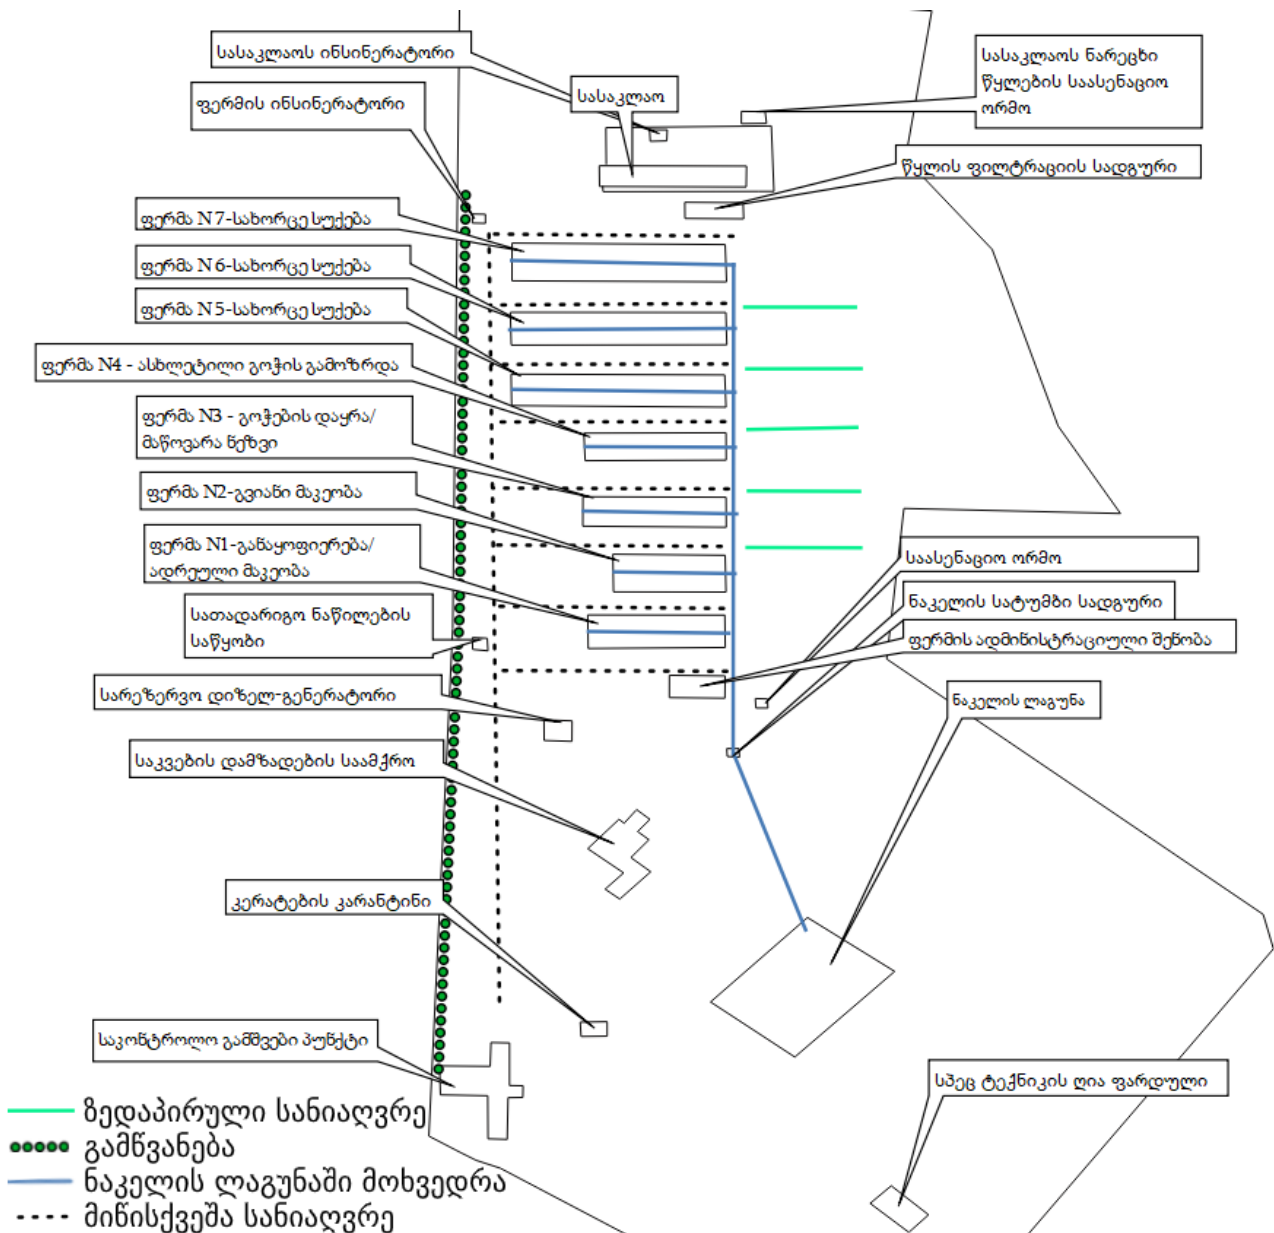 სასაკლაოს ინსინერატორი
სასაკლაოს ნარეცხი
წყლების საასენაციო
ორმო
ფერმის ინსინერატორი
სასაკლაო
წყლის ფილტრაციის სადგური
ფერმა N7-სახორცე სუქება
ფერმა N6-სახორცე სუქება
ფერმა N5-სახორცე სუქება
ფერმა N4 - ასხლეტილი გოჭის გამოზრდა
ფერმა N3 - გოჭების დაყრა/
მაწოვარა ნეზვი
ფერმა N2-გვიანი მაკეობა
ფერმა N1-განაყოფიერება/
ადრეული მაკეობა
საასენაციო ორმო
ნაკელის სატუმბი სადგური
ფერმის ადმინისტრაციული შენობა
სათადარიგო ნაწილების
საწყობი
სარეზერვო დიზელ-გენერატორი
ნაკელის ლაგუნა
საკვების დამზადების საამქრო
კერატების კარანტინი
საკონტროლო გამშვები პუნქტი
სპეც ტექნიკის ღია ფარდული
ზედაპირული სანიაღვრე
გამწვანება
ნაკელის ლაგუნაში მოხვედრა
მიწისქვეშა სანიაღვრე